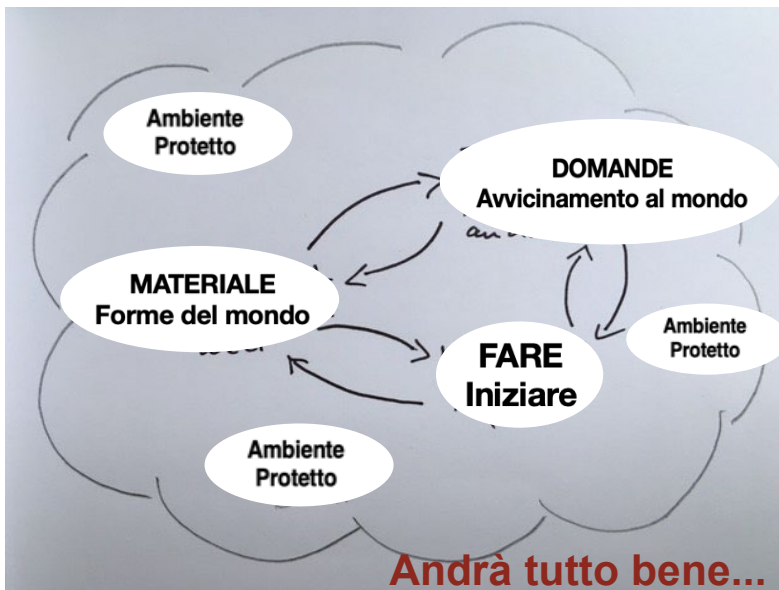 Ambiente
Protetto
DOMANDE
Avvicinamento al mondo
MATERIALE
Forme del mondo
Ambiente
Protetto
FARE
Iniziare
Ambiente
Protetto
Andrà tutto bene...